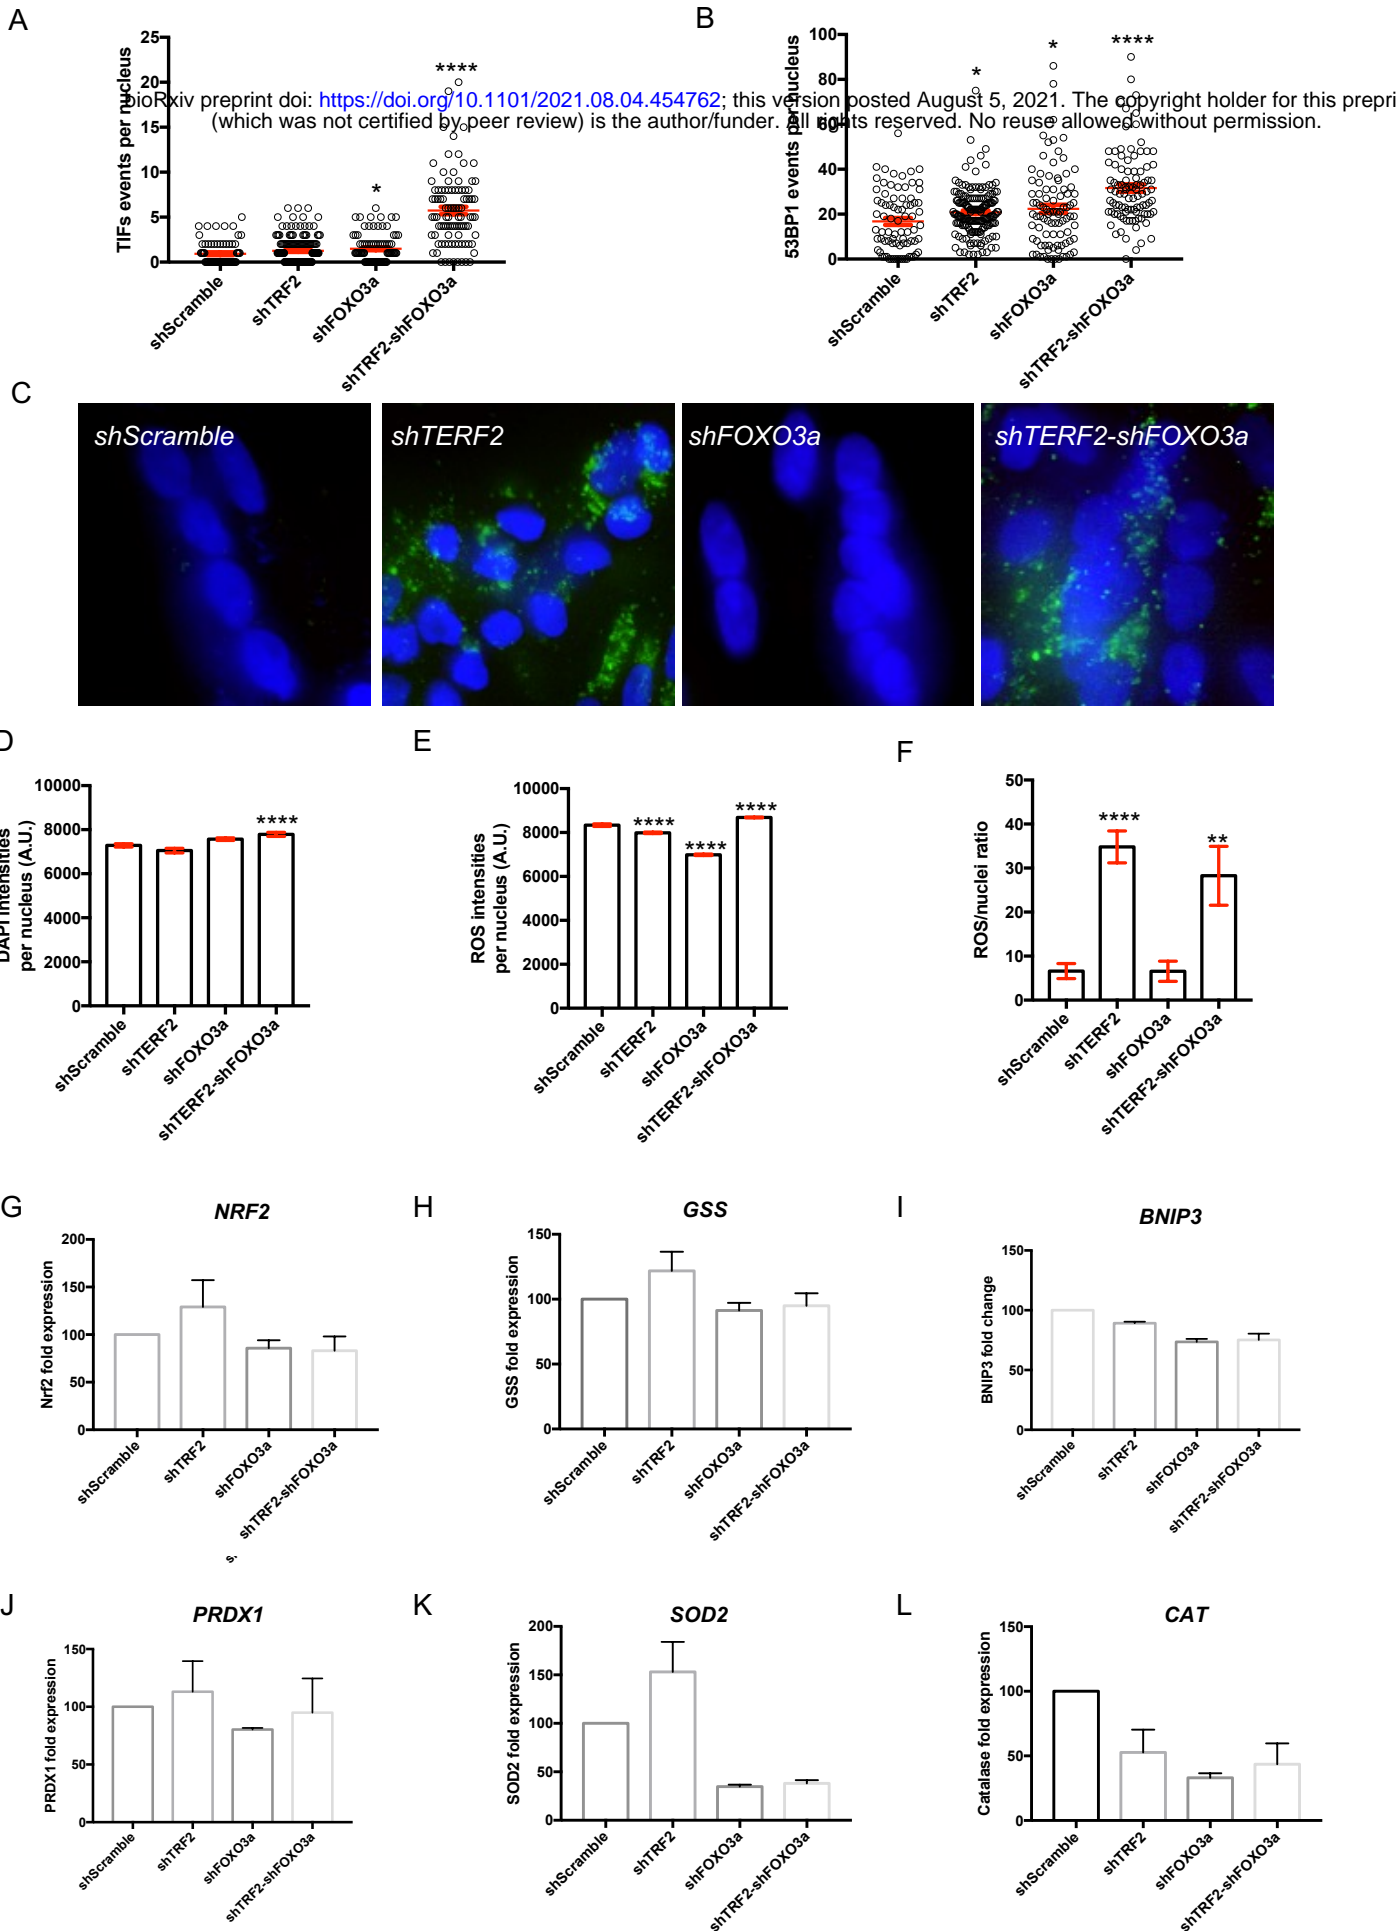 A
B
25
20
15
10
5
0
TIFs events per nucleus
****
*
shScramble
shTRF2
shFOXO3a
shTRF2-shFOXO3a
100
80
60
40
20
0
53BP1 events per nucleus
*
*
****
shScramble
shTRF2
shFOXO3a
shTRF2-shFOXO3a
bioRxiv preprint doi: https://doi.org/10.1101/2021.08.04.454762; this version posted August 5, 2021. The copyright holder for this prepri
(which was not certified by peer review) is the author/funder. All rights reserved. No reuse allowed without permission.
C
shScramble
shTERF2
shFOXO3a
shTERF2-shFOXO3a
D
10000
8000
6000
4000
2000
0
DAPI intensities
per nucleus (A.U.)
****
shScramble
shTERF2
shFOXO3a
shTERF2-shFOXO3a
E
10000
8000
6000
4000
2000
0
ROS intensities
per nucleus (A.U.)
****
****
****
shScramble
shTERF2
shFOXO3a
shTERF2-shFOXO3a
F
50
40
30
20
10
0
ROS/nuclei ratio
****
**
shScramble
shTERF2
shFOXO3a
shTERF2-shFOXO3a
G
NRF2
200
150
100
50
0
Nrf2 fold expression
shScramble
shTRF2
shFOXO3a
shTRF2-shFOXO3a
H
GSS
150
100
50
0
GSS fold expression
shScramble
shTRF2
shFOXO3a
shTRF2-shFOXO3a
I
BNIP3
150
100
50
0
BNIP3 fold change
shScramble
shTRF2
shFOXO3a
shTRF2-shFOXO3a
J
PRDX1
150
100
50
0
PRDX1 fold expression
shScramble
shTRF2
shFOXO3a
shTRF2-shFOXO3a
K
SOD2
200
150
100
50
0
SOD2 fold expression
shScramble
shTRF2
shFOXO3a
shTRF2-shFOXO3a
L
CAT
150
100
50
0
Catalase fold expression
shScramble
shTRF2
shFOXO3a
shTRF2-shFOXO3a